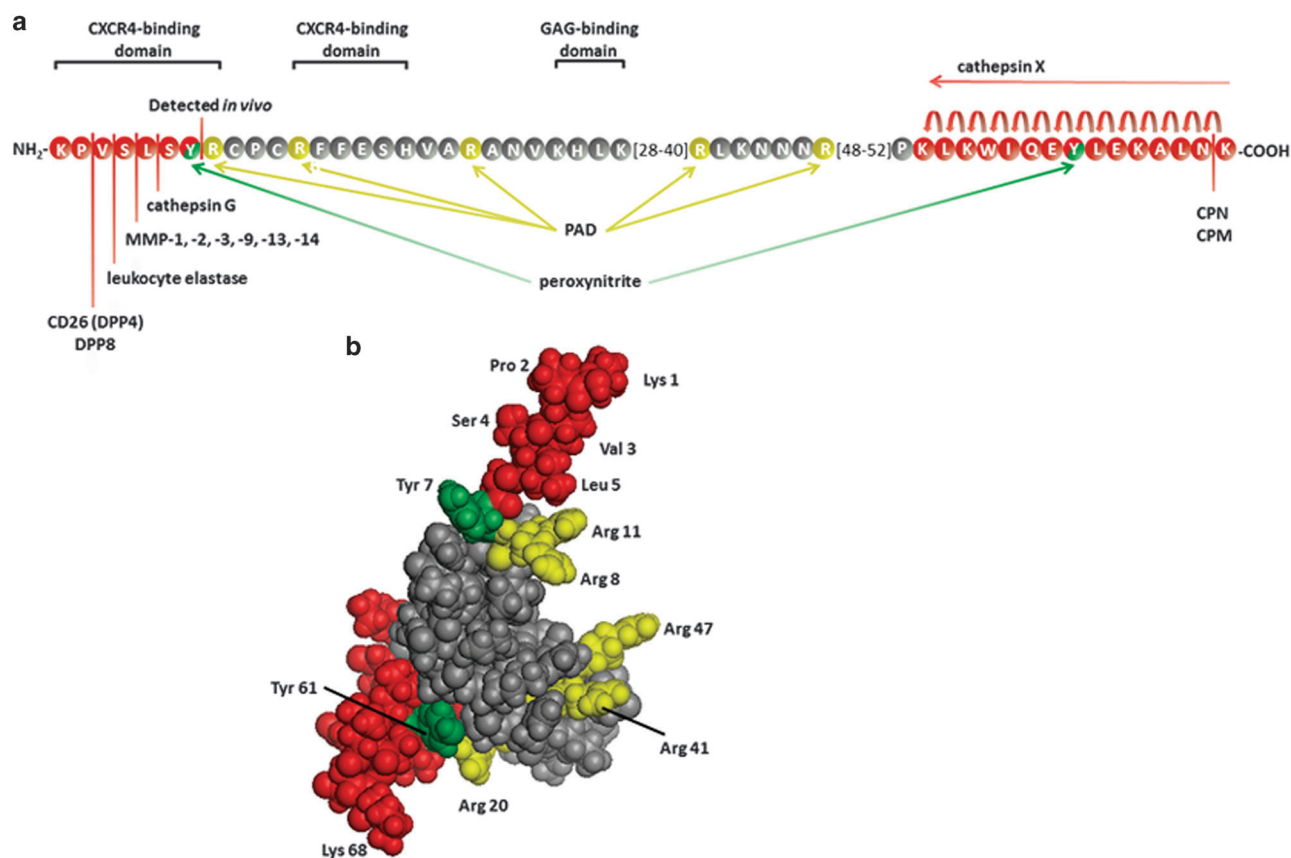 a
CXCR4-binding
domain
CXCR4-binding
domain
GAG-binding
domain
cathepsin X
Detected in vivo
NH2- K P V S L S Y R C P C R F F E S H V A R A N V K H L K [28-40] R L K N N N R [48-52] P K L K W I Q E Y L E K A L N K -COOH
cathepsin G
MMP-1, -2, -3, -9, -13, -14
leukocyte elastase
CD26 (DPP4)
DPP8
PAD
peroxynitrite
CPN
CPM
b
Pro 2
Lys 1
Ser 4
Val 3
Tyr 7
Leu 5
Arg 11
Arg 8
Arg 47
Tyr 61
Arg 41
Arg 20
Lys 68